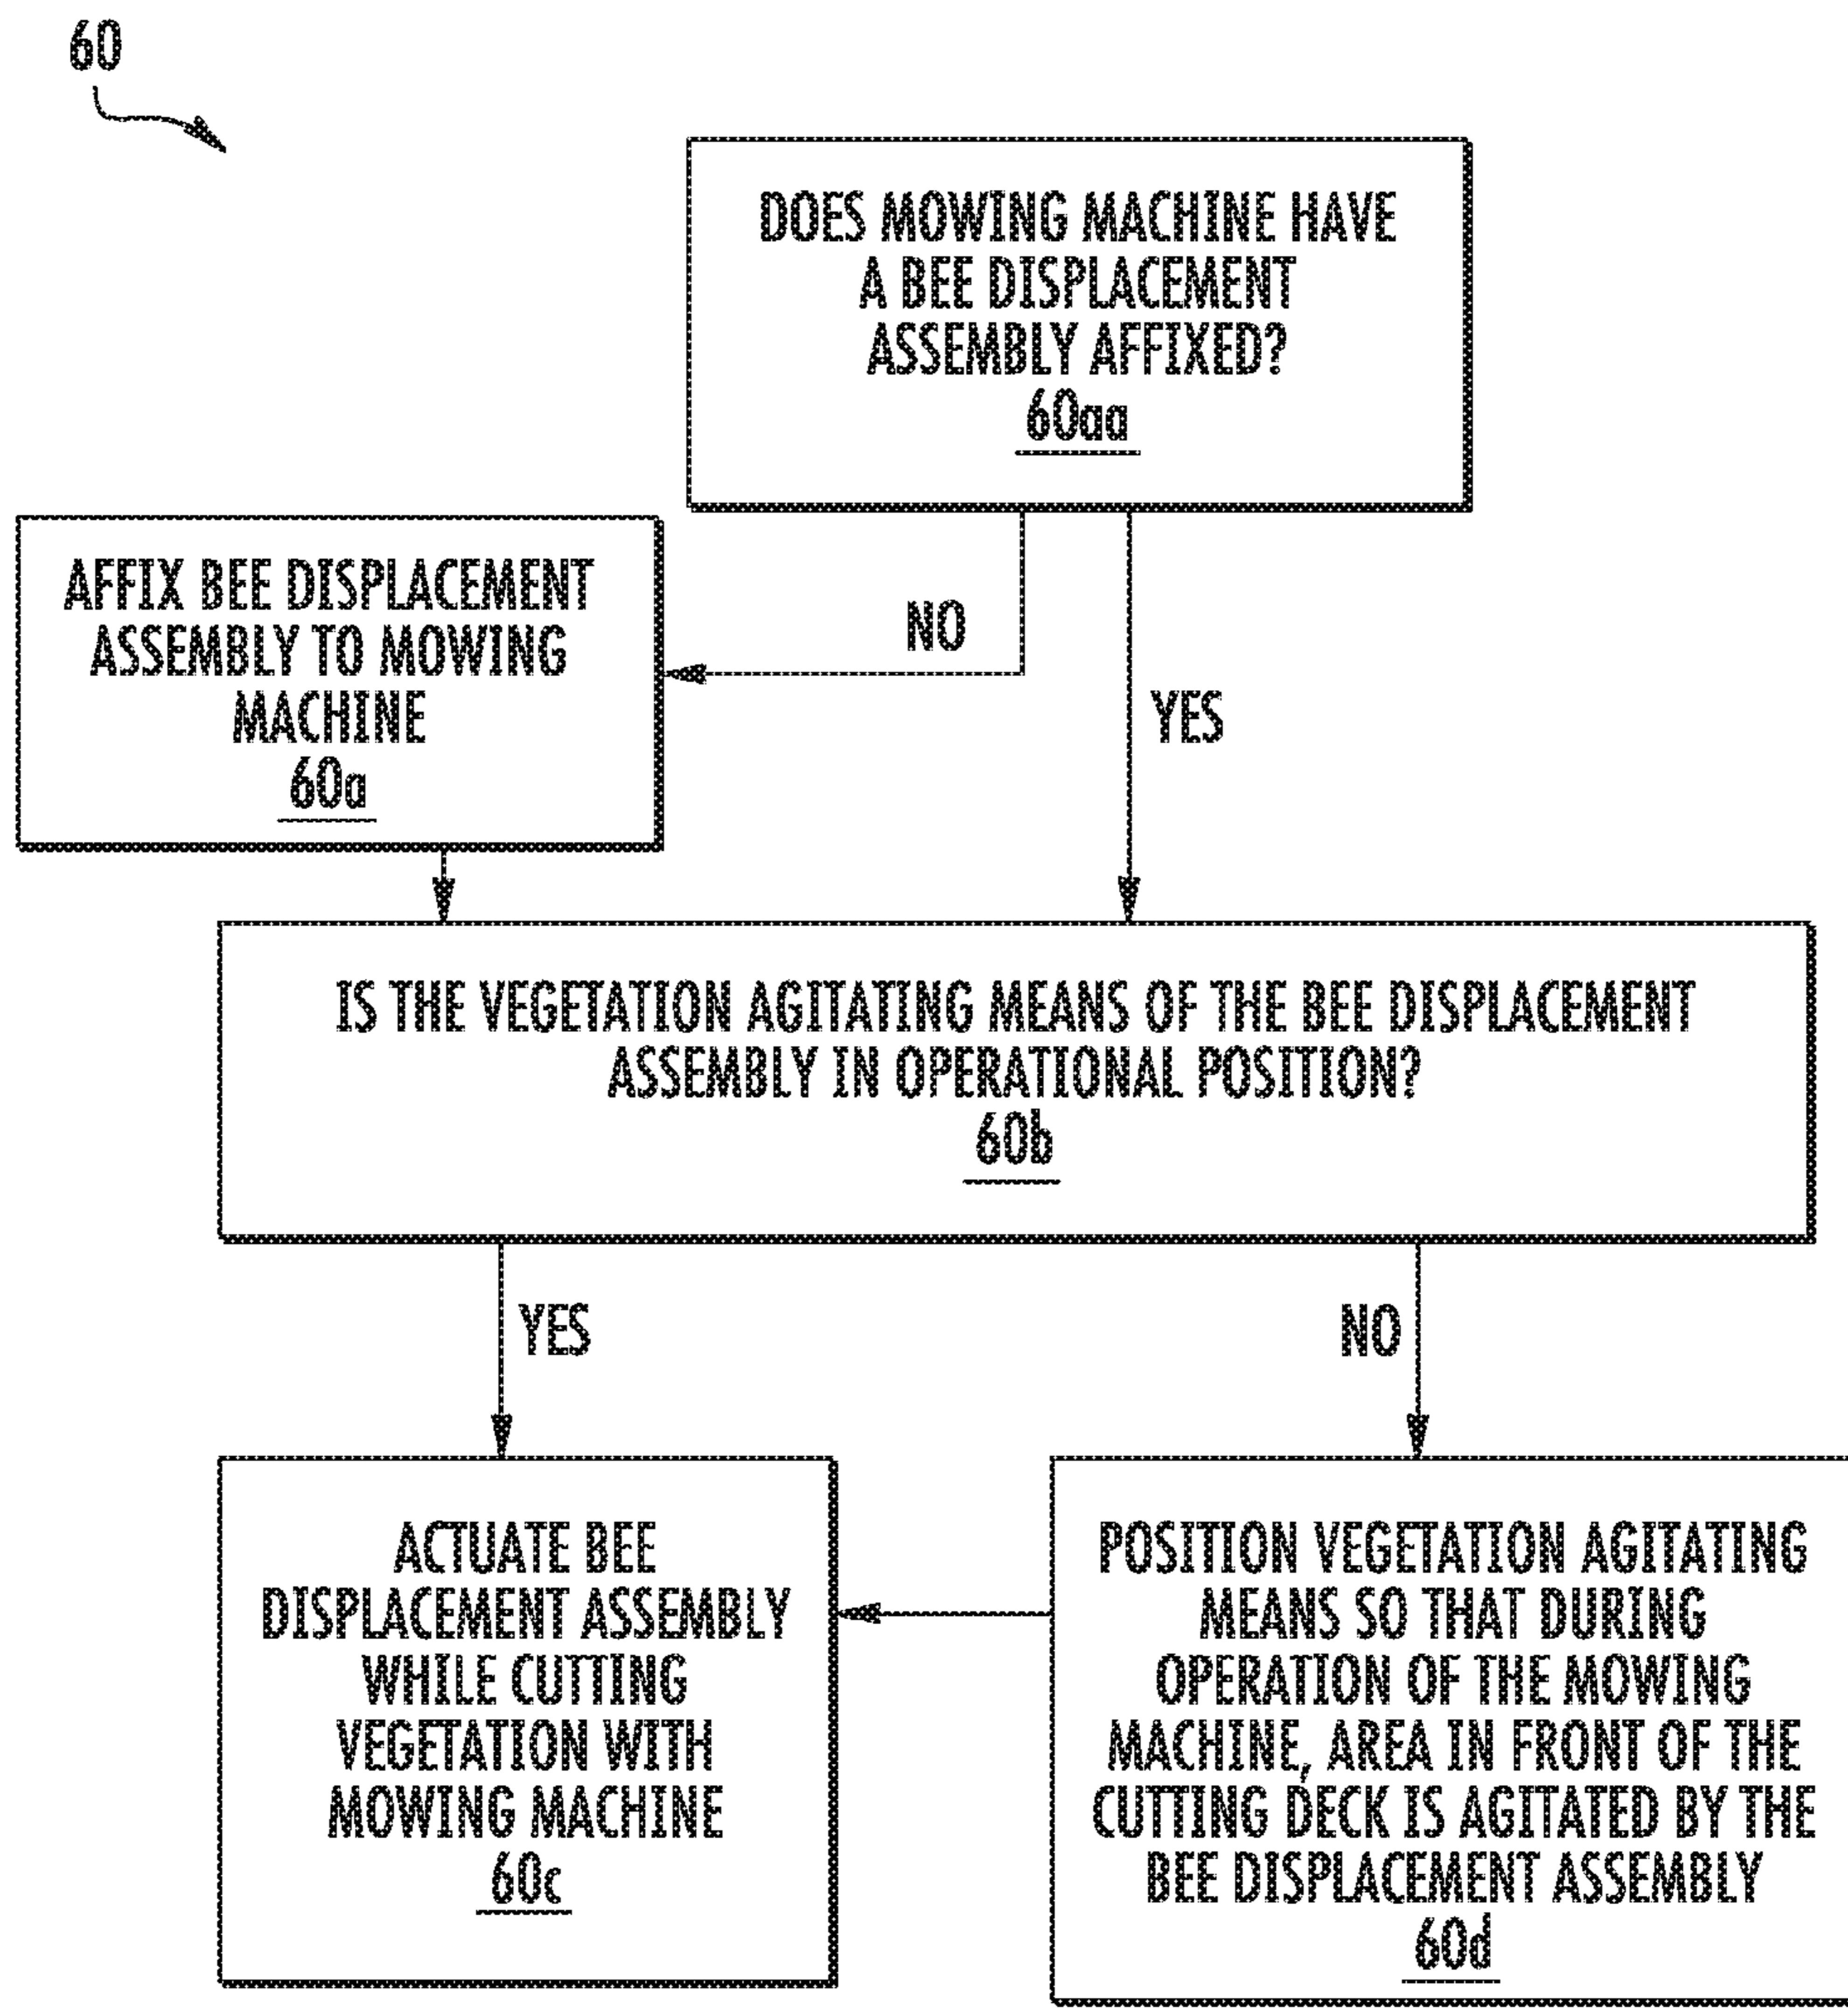 60
DOES MOWING MACHINE HAVE
A BEE DISPLACEMENT
ASSEMBLY AFFIXED?
60aa
AFFIX BEE DISPLACEMENT
ASSEMBLY TO MOWING
MACHINE
60a
NO
YES
IS THE VEGETATION AGITATING MEANS OF THE BEE DISPLACEMENT
ASSEMBLY IN OPERATIONAL POSITION?
60b
YES
NO
ACTUATE BEE
DISPLACEMENT ASSEMBLY
WHILE CUTTING
VEGETATION WITH
MOWING MACHINE
60c
POSITION VEGETATION AGITATING
MEANS SO THAT DURING
OPERATION OF THE MOWING
MACHINE, AREA IN FRONT OF THE
CUTTING DECK IS AGITATED BY THE
BEE DISPLACEMENT ASSEMBLY
60d